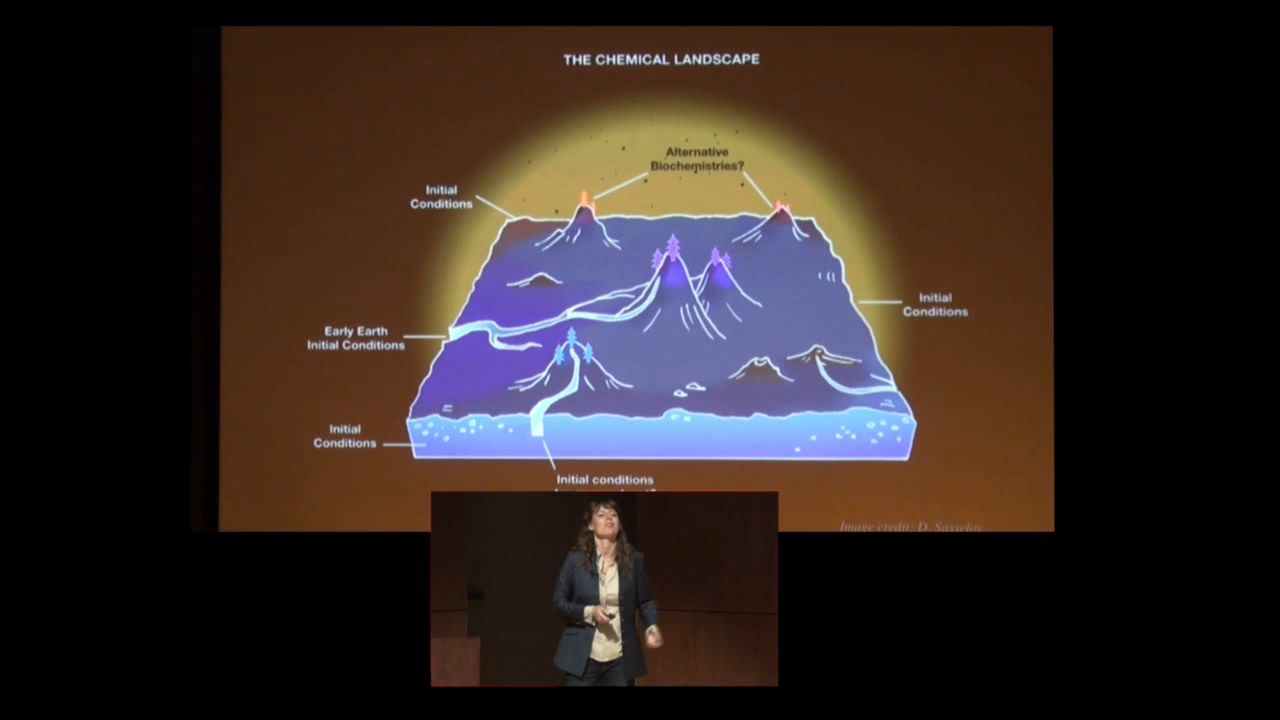 THE CHEMICAL LANDSCAPE
Alternative
Biochemistries?
Initial
Conditions
Initial
Conditions
Early Earth
Initial Conditions
Initial
Conditions
Initial conditions
Image credit: D. Sasselov